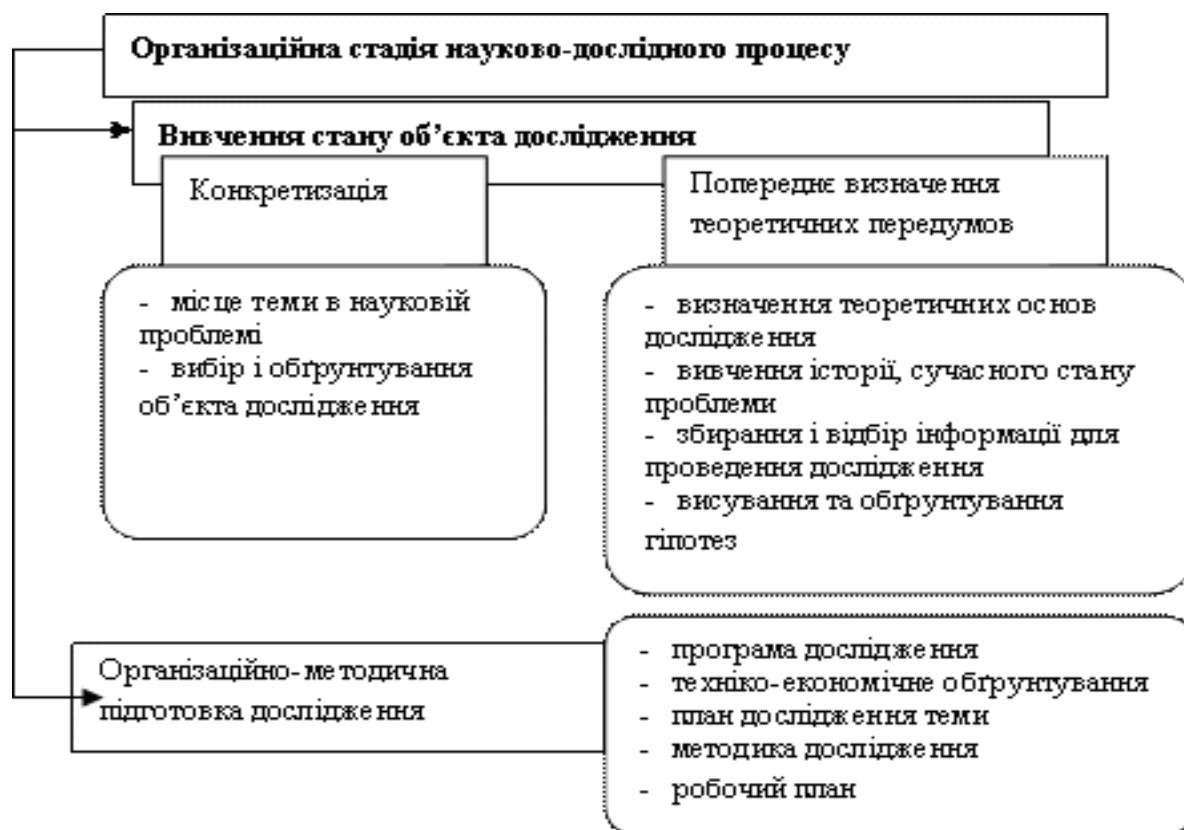 Організаційна стадія науково-дослідного процесу
Вивчення стану об’єкта дослідження
Конкретизація
Попереднє визначення
теоретичних передумов
- місце теми в науковій
проблемі
- вибір і обґрунтування
об’єкта дослідження
- визначення теоретичних основ
дослідження
- вивчення історії, сучасного стану
проблеми
- збирання і відбір інформації для
проведення дослідження
- висування та обґрунтування
гіпотез
Організаційно-методична
підготовка дослідження
- програма дослідження
- техніко-економічне обґрунтування
- план дослідження теми
- методика дослідження
- робочий план